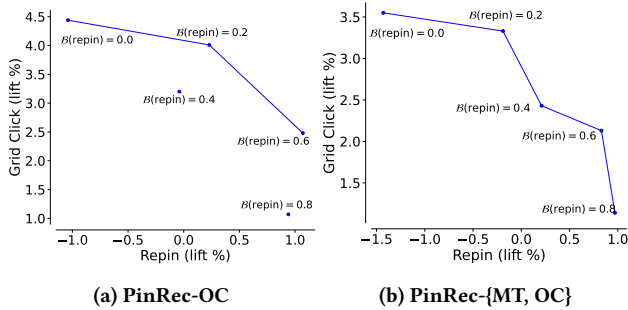 4.5
4.0
3.5
3.0
2.5
2.0
1.5
1.0
Grid Click (lift %)
ℬ(repin) = 0.0
ℬ(repin) = 0.2
ℬ(repin) = 0.4
ℬ(repin) = 0.6
ℬ(repin) = 0.8
−1.0 −0.5 0.0 0.5 1.0
Repin (lift %)
(a) PinRec-OC
3.5
3.0
2.5
2.0
1.5
Grid Click (lift %)
ℬ(repin) = 0.2
ℬ(repin) = 0.0
ℬ(repin) = 0.4
ℬ(repin) = 0.6
ℬ(repin) = 0.8
−1.5 −1.0 −0.5 0.0 0.5 1.0
Repin (lift %)
(b) PinRec-{MT, OC}